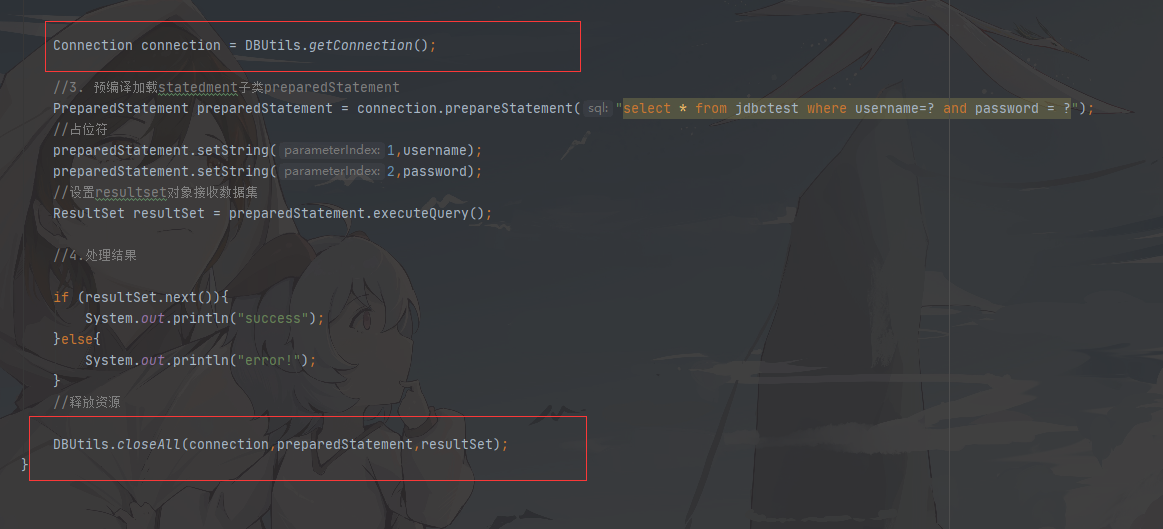 Connection connection = DBUtils.getConnection();
//3. 预编译加载statedment子类preparedStatement
PreparedStatement preparedStatement = connection.prepareStatement( sql: "select * from jdbctest where username=? and password = ?");
//占位符
preparedStatement.setString( parameterIndex: 1,username);
preparedStatement.setString( parameterIndex: 2,password);
//设置resultset对象接收数据集
ResultSet resultSet = preparedStatement.executeQuery();
//4.处理结果
if (resultSet.next()){
System.out.println("success");
}else{
System.out.println("error!");
}
//释放资源
DBUtils.closeAll(connection,preparedStatement,resultSet);
}